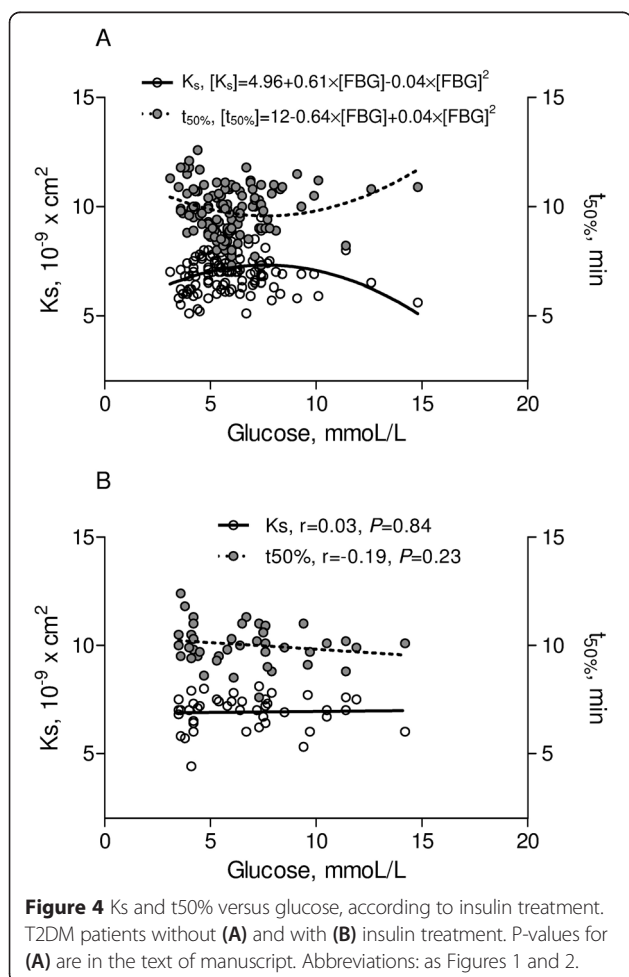 A
Ks, [Ks]=4.96+0.61×[FBG]-0.04×[FBG]²
t50%, [t50%]=12-0.64×[FBG]+0.04×[FBG]²
15
15
10
10
5
5
Ks, 10⁻⁹ x cm²
t50%, min
0
5
10
15
20
Glucose, mmoL/L
B
Ks, r=0.03, P=0.84
t50%, r=-0.19, P=0.23
15
15
10
10
5
5
Ks, 10⁻⁹ x cm²
t50%, min
0
5
10
15
20
Glucose, mmoL/L
Figure 4 Ks and t50% versus glucose, according to insulin treatment.
T2DM patients without (A) and with (B) insulin treatment. P-values for
(A) are in the text of manuscript. Abbreviations: as Figures 1 and 2.